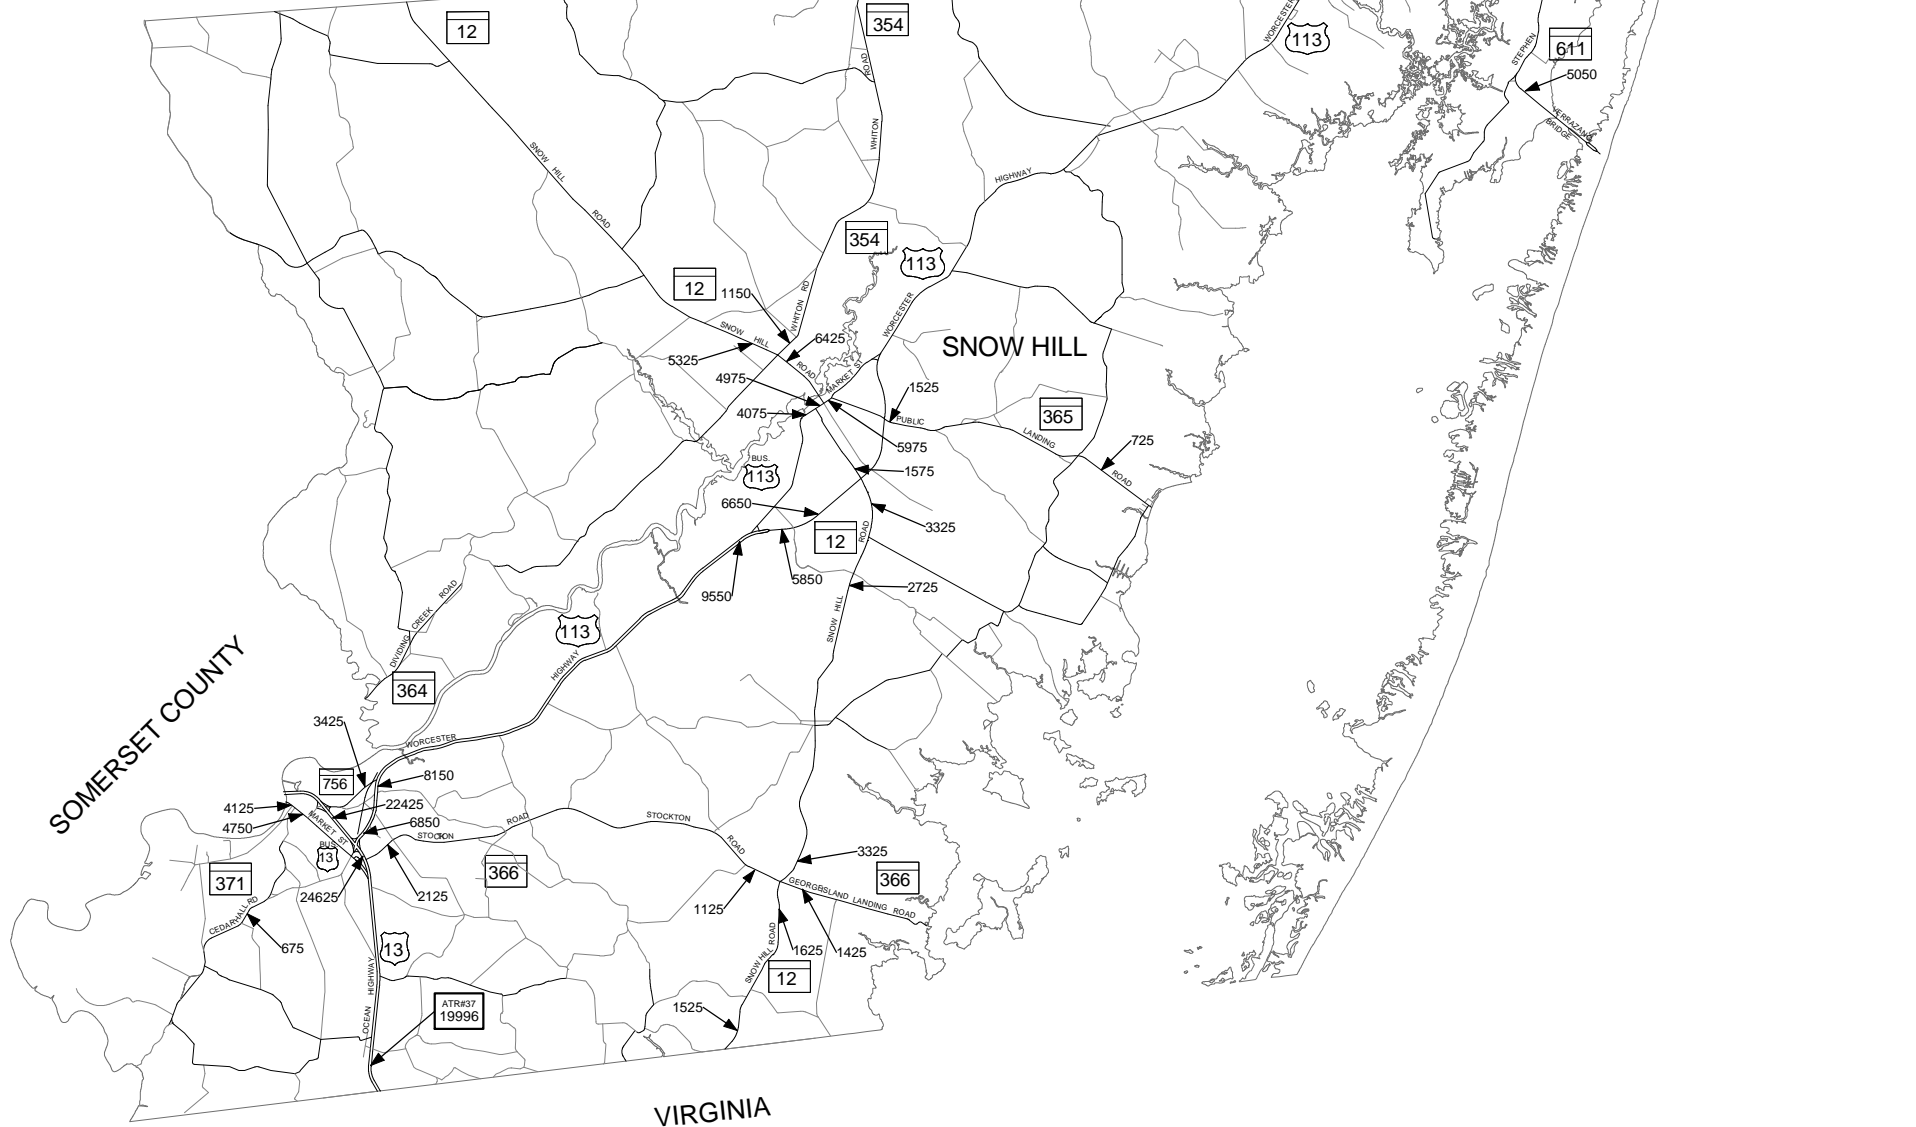 12
354
WORCESTER
113
STEPHEN
611
5050
VERRAZANO
BRIDGE
ROAD
WHITON
SNOW
HILL
ROAD
HIGHWAY
354
113
12
1150
WHITON RD
WORCESTER
SNOW
HILL
6425
SNOW HILL
5325
ROAD
MARKET ST
4975
1525
4075
PUBLIC
365
LANDING
5975
725
BUS.
113
1575
ROAD
6650
3325
12
ROAD
5850
9550
2725
DIVIDING CREEK ROAD
SNOW HILL
113
HIGHWAY
364
SOMERSET COUNTY
3425
WORCESTER
756
8150
4125
22425
4750
MARKET ST
6850
STOCKTON
ROAD
STOCKTON
ROAD
BUS
13
371
366
3325
366
24625
2125
1125
GEORGE ISLAND LANDING ROAD
CEDARHALL RD
675
13
1625
1425
SNOW HILL ROAD
12
OCEAN HIGHWAY
ATR#37
19996
1525
VIRGINIA